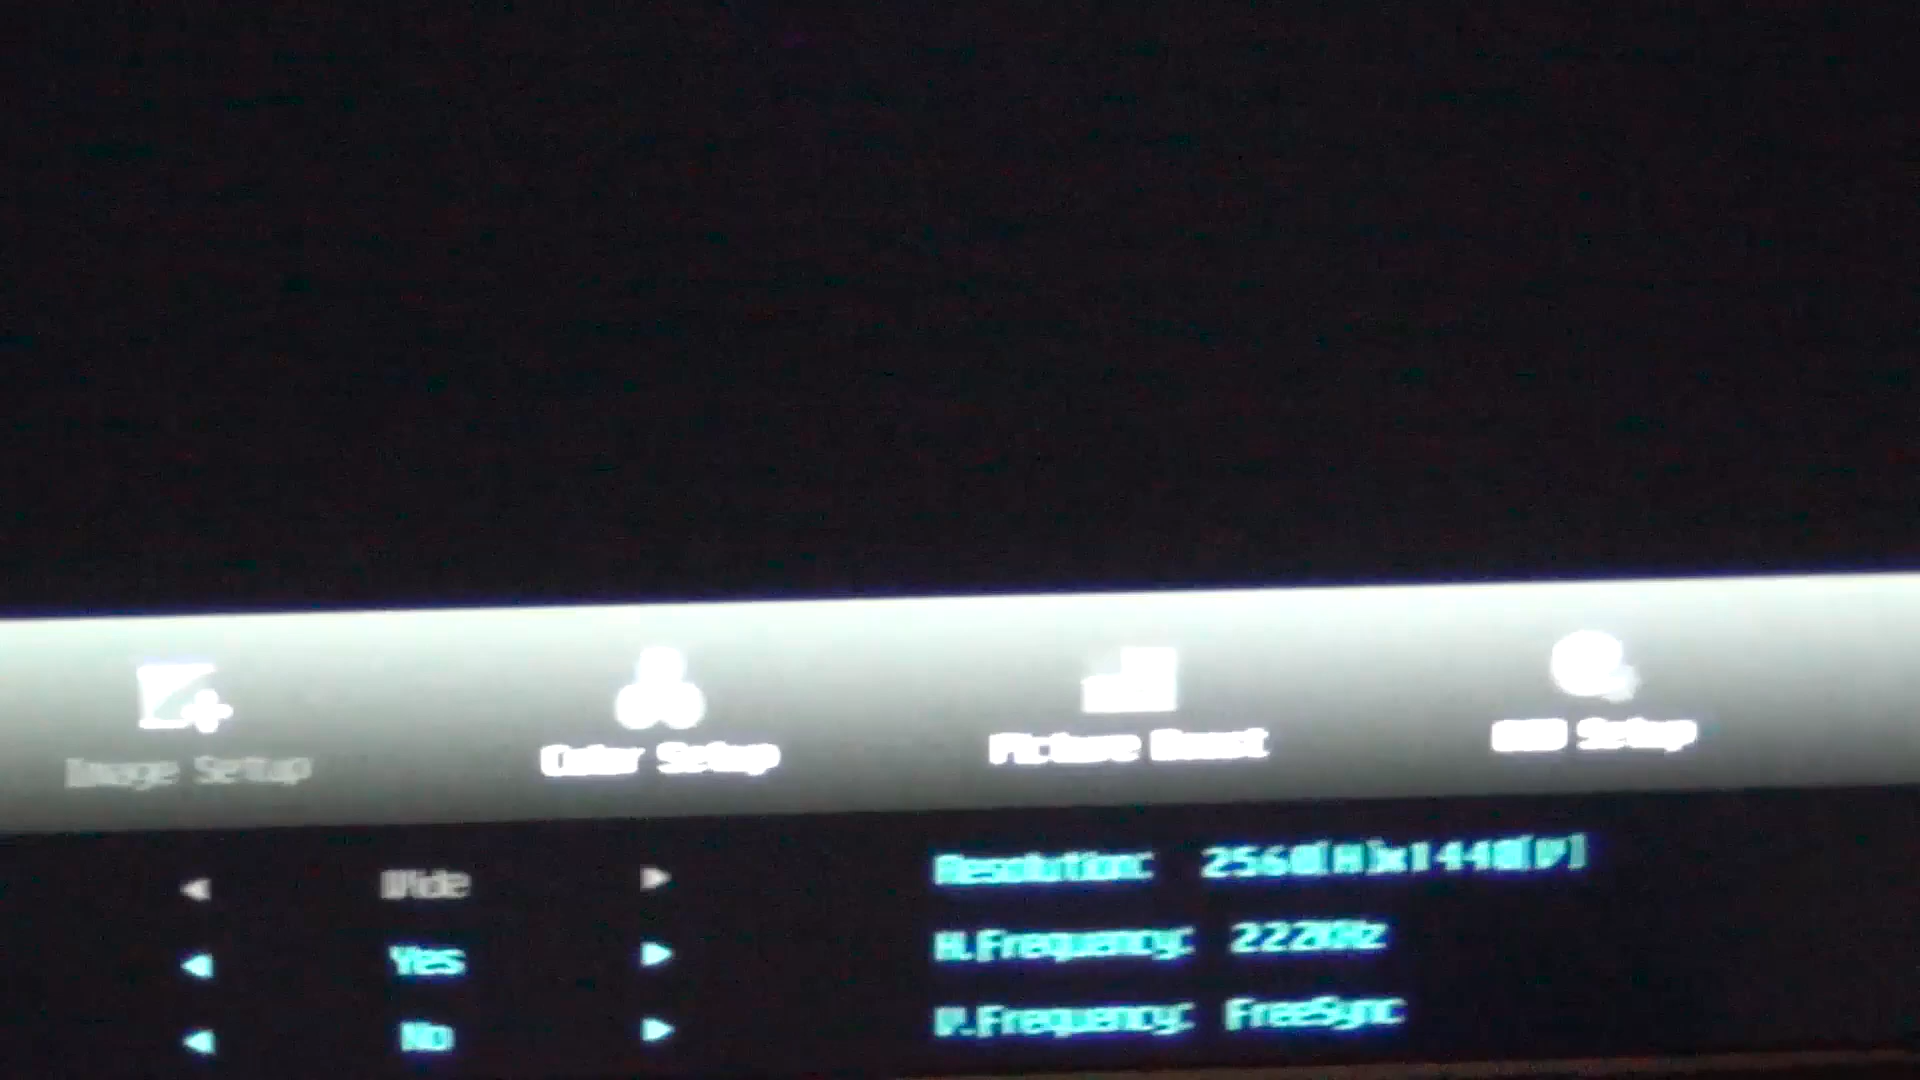 Image Setup Color Setup Picture Boost OSD Setup
Wide Resolution: 2560[H]x1440[V]
Yes H.Frequency: 222KHz
No V.Frequency: FreeSync